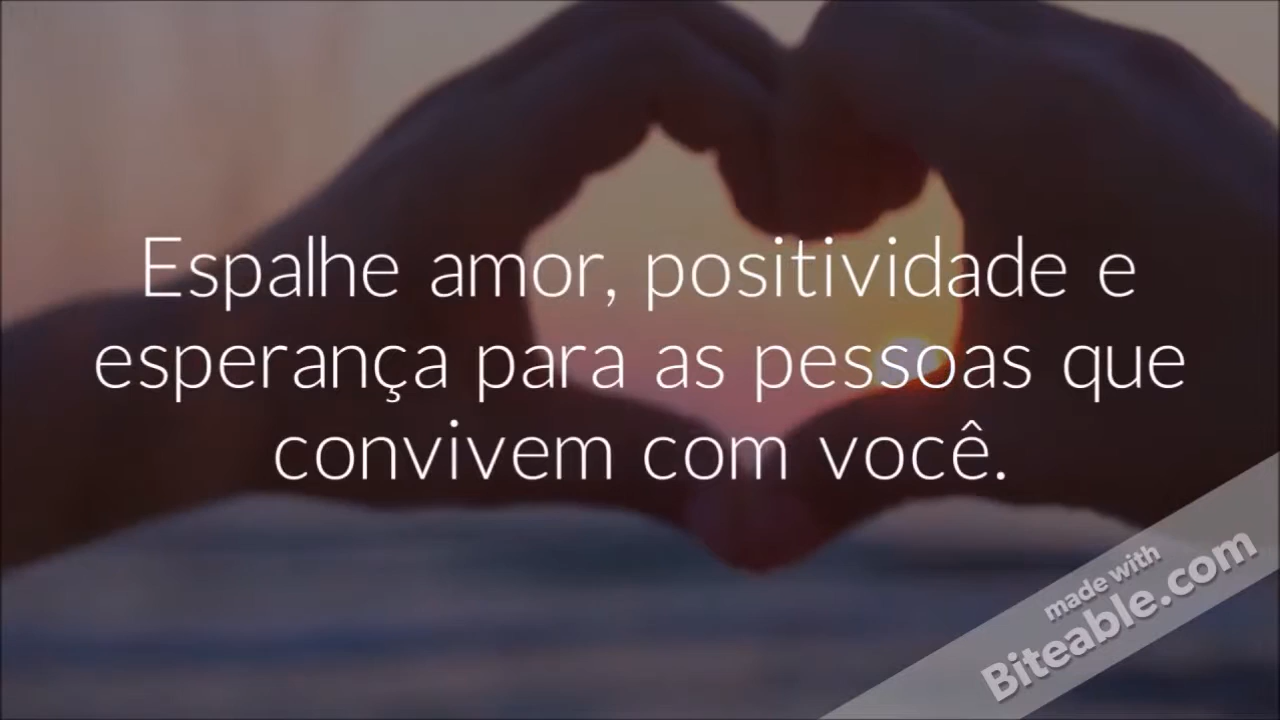 Espalhe amor, positividade e
esperança para as pessoas que
convivem com você.
made with
Biteable.com